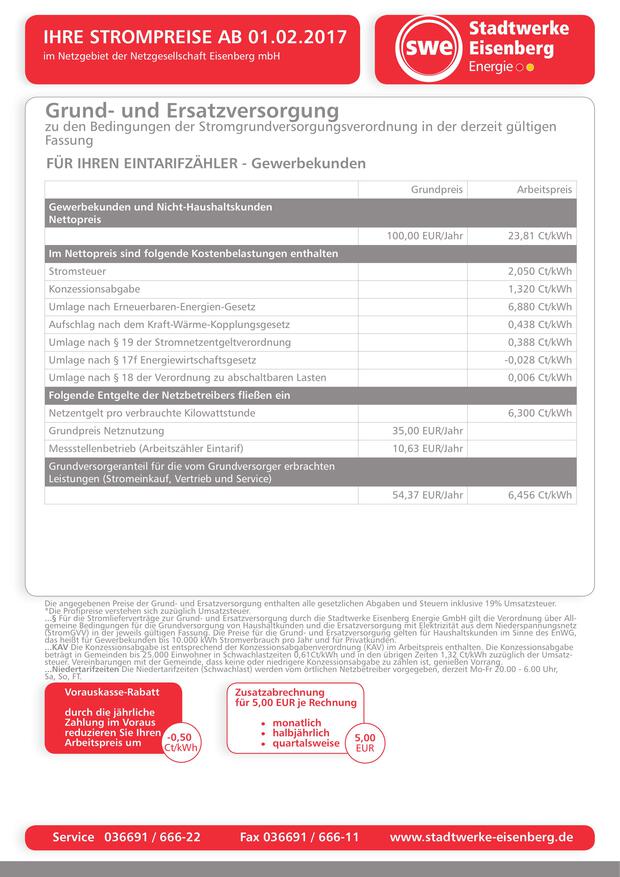 IHRE STROMPREISE AB 01.02.2017
im Netzgebiet der Netzgesellschaft Eisenberg mbH
swe
Stadtwerke
Eisenberg
Energie
Grund- und Ersatzversorgung
zu den Bedingungen der Stromgrundversorgungsverordnung in der derzeit gültigen
Fassung
FÜR IHREN EINTARIFZÄHLER - Gewerbekunden
Grundpreis Arbeitspreis
Gewerbekunden und Nicht-Haushaltskunden
Nettopreis
100,00 EUR/Jahr 23,81 Ct/kWh
Im Nettopreis sind folgende Kostenbelastungen enthalten
Stromsteuer 2,050 Ct/kWh
Konzessionsabgabe 1,320 Ct/kWh
Umlage nach Erneuerbaren-Energien-Gesetz 6,880 Ct/kWh
Aufschlag nach dem Kraft-Wärme-Kopplungsgesetz 0,438 Ct/kWh
Umlage nach § 19 der Stromnetzentgeltverordnung 0,388 Ct/kWh
Umlage nach § 17f Energiewirtschaftsgesetz -0,028 Ct/kWh
Umlage nach § 18 der Verordnung zu abschaltbaren Lasten 0,006 Ct/kWh
Folgende Entgelte der Netzbetreibers fließen ein
Netzentgelt pro verbrauchte Kilowattstunde 6,300 Ct/kWh
Grundpreis Netznutzung 35,00 EUR/Jahr
Messstellenbetrieb (Arbeitszähler Eintarif) 10,63 EUR/Jahr
Grundversorgeranteil für die vom Grundversorger erbrachten
Leistungen (Stromeinkauf, Vertrieb und Service)
54,37 EUR/Jahr 6,456 Ct/kWh
Die angegebenen Preise der Grund- und Ersatzversorgung enthalten alle gesetzlichen Abgaben und Steuern inklusive 19% Umsatzsteuer.
*Die Profipreise verstehen sich zuzüglich Umsatzsteuer.
...§ Für die Stromlieferverträge zur Grund- und Ersatzversorgung durch die Stadtwerke Eisenberg Energie GmbH gilt die Verordnung über All-
gemeine Bedingungen für die Grundversorgung von Haushaltskunden und die Ersatzversorgung mit Elektrizität aus dem Niederspannungsnetz
(StromGVV) in der jeweils gültigen Fassung. Die Preise für die Grund- und Ersatzversorgung gelten für Haushaltskunden im Sinne des EnWG,
das heißt für Gewerbekunden bis 10.000 kWh Stromverbrauch pro Jahr und für Privatkunden.
...KAV Die Konzessionsabgabe ist entsprechend der Konzessionsabgabenverordnung (KAV) im Arbeitspreis enthalten. Die Konzessionsabgabe
beträgt in Gemeinden bis 25.000 Einwohner in Schwachlastzeiten 0,61Ct/kWh und in den übrigen Zeiten 1,32 Ct/kWh zuzüglich der Umsatz-
steuer. Vereinbarungen mit der Gemeinde, dass keine oder niedrigere Konzessionsabgabe zu zahlen ist, genießen Vorrang.
...Niedertarifzeiten Die Niedertarifzeiten (Schwachlast) werden vom örtlichen Netzbetreiber vorgegeben, derzeit Mo-Fr 20.00 - 6.00 Uhr,
Sa, So, FT.
Vorauskasse-Rabatt
durch die jährliche
Zahlung im Voraus
reduzieren Sie Ihren
Arbeitspreis um
-0,50
Ct/kWh
Zusatzabrechnung
für 5,00 EUR je Rechnung
• monatlich
• halbjährlich
• quartalsweise
5,00
EUR
Service 036691 / 666-22 Fax 036691 / 666-11 www.stadtwerke-eisenberg.de